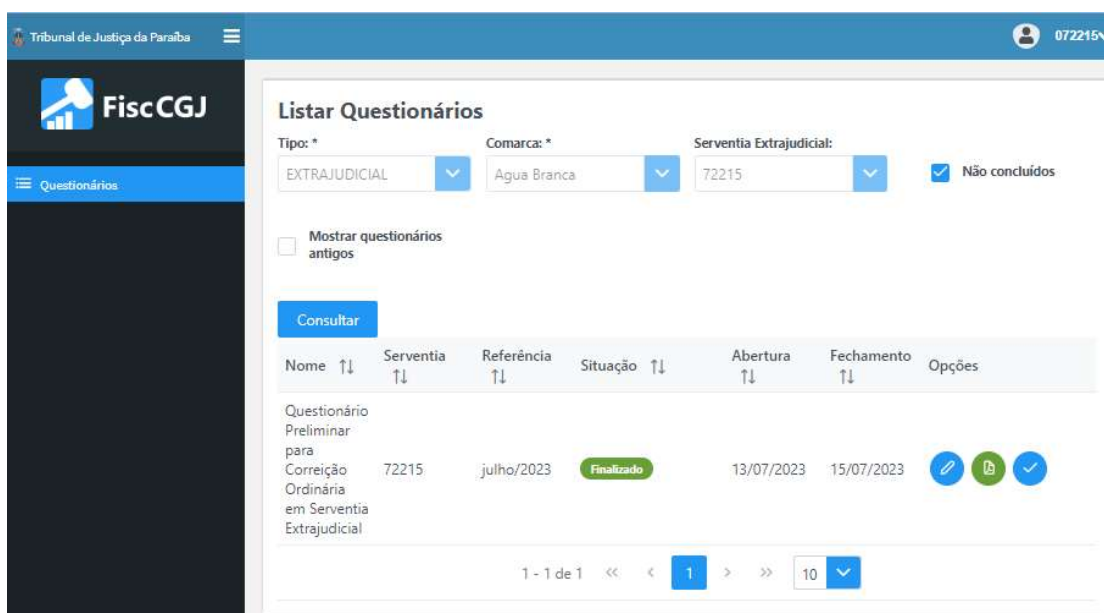 Tribunal de Justiça da Paraíba
072215
FiscCGJ
Questionários
Listar Questionários
Tipo: *
Comarca: *
Serventia Extrajudicial:
EXTRAJUDICIAL
Agua Branca
72215
Não concluídos
Mostrar questionários
antigos
Consultar
Nome
Serventia
Referência
Situação
Abertura
Fechamento
Opções
Questionário
Preliminar
para
Correição
Ordinária
em Serventia
Extrajudicial
72215
julho/2023
Finalizado
13/07/2023
15/07/2023
1 - 1 de 1 << < 1 > >> 10